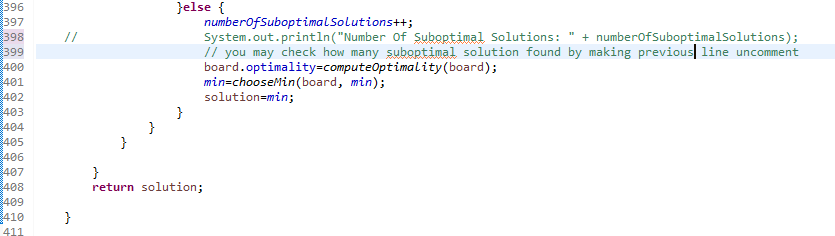 396 }else {
397 numberOfSuboptimalSolutions++;
398 // System.out.println("Number Of Suboptimal Solutions: " + numberOfSuboptimalSolutions);
399 // you may check how many suboptimal solution found by making previous line uncomment
400 board.optimality=computeOptimality(board);
401 min=chooseMin(board, min);
402 solution=min;
403 }
404 }
405 }
406
407 }
408 return solution;
409
410 }
411